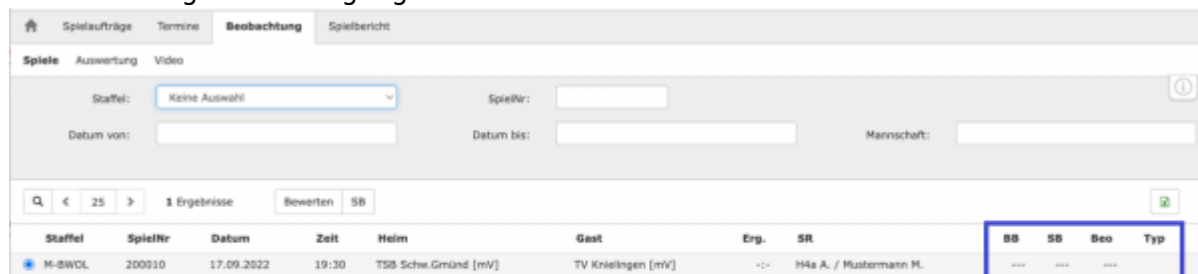 Spielaufträge Termine Beobachtung Spielbericht
Spiele Auswertung Video
Staffel: Keine Auswahl SpielNr:
Datum von: Datum bis: Mannschaft:
< 25 > 1 Ergebnisse Bewerten SB
Staffel SpielNr Datum Zeit Heim Gast Erg. SR BB SB Beo Typ
M-BWOL 200010 17.09.2022 19:30 TSB Schw.Gmünd [mV] TV Knielingen [mV] -:- H4a A. / Mustermann M. --- --- ---